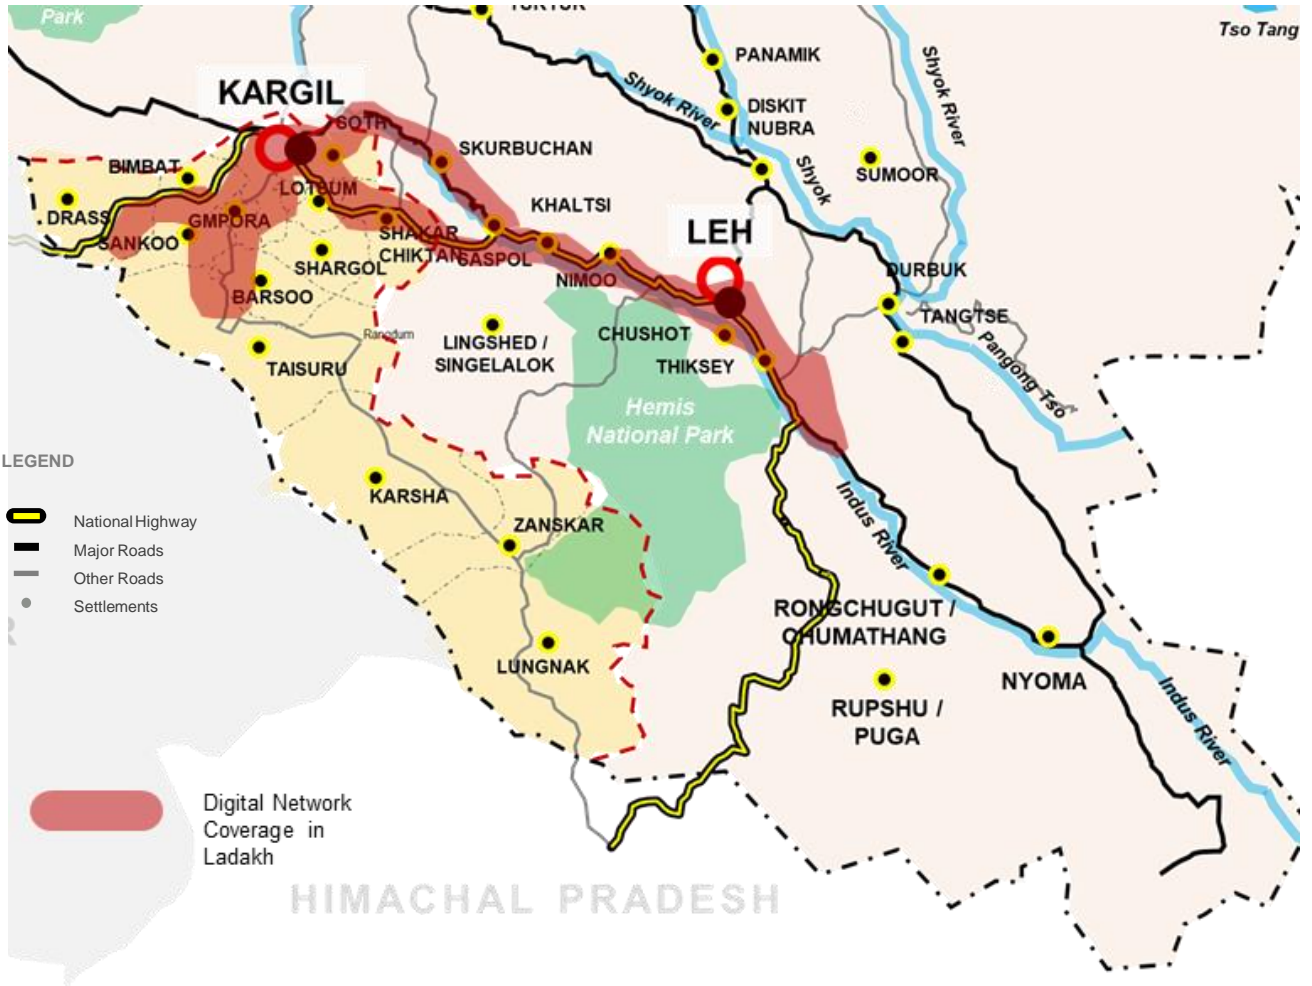 Park
TURTUK
Tso Tang
PANAMIK
Shyok River
Shyok River
KARGIL
DISKIT
NUBRA
SOTH
SKURBUCHAN
BIMBAT
Shyok
SUMOOR
LOTSUM
KHALTSI
DRASS
GMPORA
LEH
SANKOO
SHAKAR
CHIKTAN
SASPOL
SHARGOL
NIMOO
DURBUK
BARSOO
TANGTSE
Rangdum
CHUSHOT
LINGSHED /
SINGELALOK
Pangong Tso
TAISURU
THIKSEY
Hemis
National Park
LEGEND
KARSHA
Indus River
National Highway
ZANSKAR
Major Roads
Other Roads
Settlements
RONGCHUGUT /
CHUMATHANG
R
LUNGNAK
NYOMA
Indus River
RUPSHU /
PUGA
Digital Network
Coverage in
Ladakh
HIMACHAL PRADESH